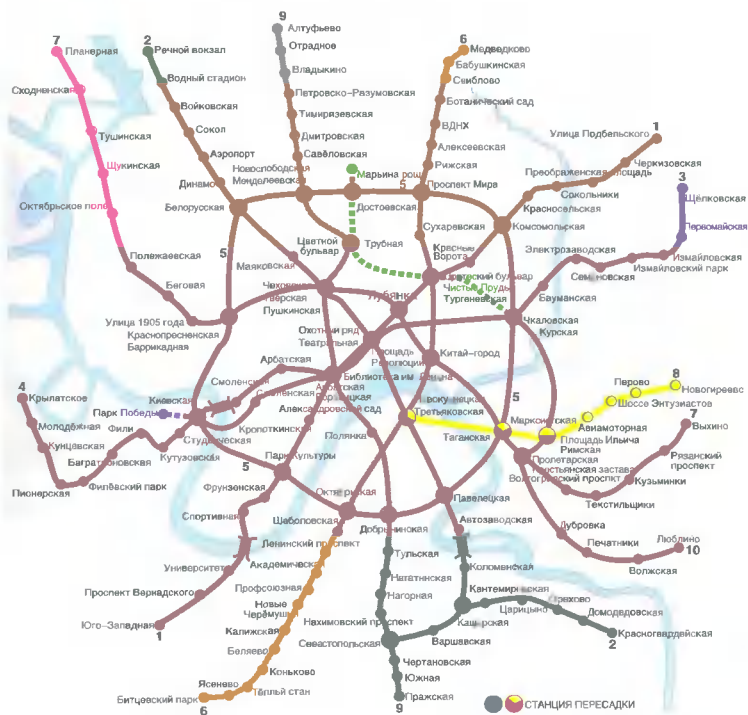 9
Алтуфьево
7
Планерная
2
Речной вокзал
Отрадное
6
Медведково
Бабушкинская
Владыкино
Свиблово
Сходненская
Водный стадион
Петровско-Разумовская
Ботанический сад
Войковская
Тимирязевская
ВДНХ
Улица Подбельского
1
Тушинская
Сокол
Дмитровская
Алексеевская
Щукинская
Аэропорт
Савёловская
Рижская
Черкизовская
Преображенская площадь
Новослободская
Менделеевская
Марьина рощ
5
Проспект Мира
3
Щёлковская
Динамо
Сокольники
Красносельская
Октябрьское поле
Белорусская
Достоевская
Комсомольская
Первомайская
Цветной
бульвар
Трубная
Сухаревская
Красные
Ворота
Электрозаводская
Измайловская
Измайловский парк
Полежаевская
5
Маяковская
Семёновская
Беговая
Чеховская
Тверская
Пушкинская
Чистые Пруды
Тургеневская
Бауманская
Лубянка
Улица 1905 года
Краснопресненская
Баррикадная
Охотный ряд
Театральная
Чкаловская
Курская
Площадь
Революции
Китай-город
Арбатская
Смоленская
4
Крылатское
Киевская
Библиотека им. Ленина
Александровский сад
Третьяковская
5
Марксистская
Таганская
8
Новогиреево
Перово
Шоссе Энтузиастов
Авиамоторная
Площадь Ильича
Римская
7
Выхино
Парк Победы
Молодёжная
Фили
Студенческая
Кропоткинская
Полянка
Кунцевская
Багратионовская
Кутузовская
Пролетарская
Крестьянская застава
Волгоградский проспект
Рязанский
проспект
Кузьминки
Текстильщики
Пионерская
Филёвский парк
5
Парк Культуры
Фрунзенская
Октябрьская
Павелецкая
Спортивная
Шаболовская
Добрынинская
Автозаводская
Дубровка
Люблино
10
Печатники
Волжская
Ленинский проспект
Тульская
Университет
Академическая
Нагатинская
Коломенская
Проспект Вернадского
Профсоюзная
Нагорная
Кантемировская
Орехово
Новые
Черёмушки
Нахимовский проспект
Царицыно
Домодедовская
Юго-Западная
1
Калужская
Севастопольская
Каширская
Варшавская
Красногвардейская
2
Беляево
Чертановская
Коньково
Южная
Ясенево
Тёплый стан
Битцевский парк
6
Пражская
9
СТАНЦИЯ ПЕРЕСАДКИ